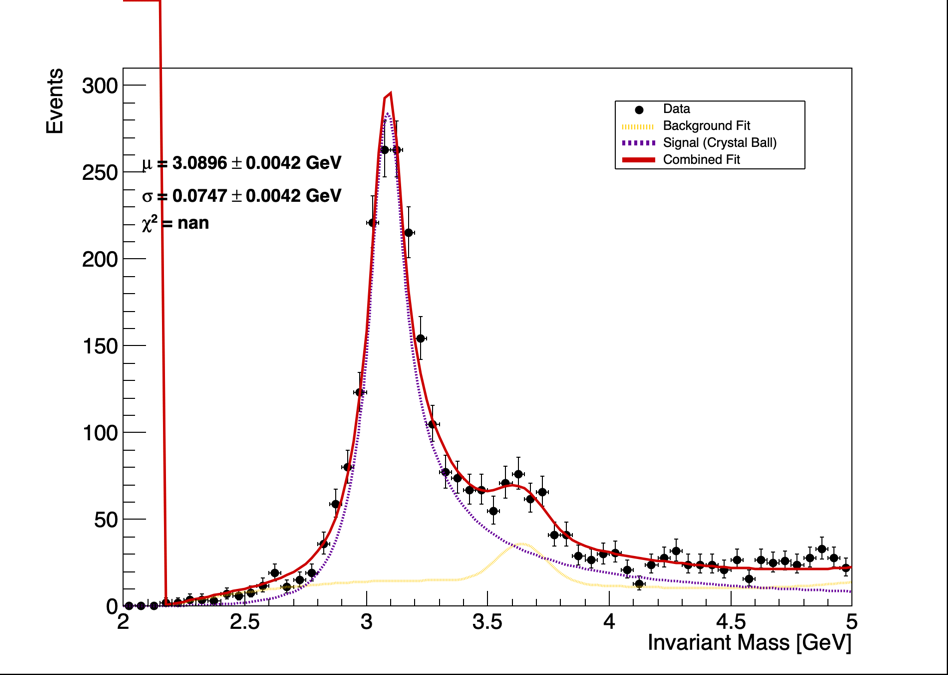 Events
300
250
200
150
100
50
0
μ = 3.0896 ± 0.0042 GeV
σ = 0.0747 ± 0.0042 GeV
χ² = nan
Data
Background Fit
Signal (Crystal Ball)
Combined Fit
2 2.5 3 3.5 4 4.5 5
Invariant Mass [GeV]